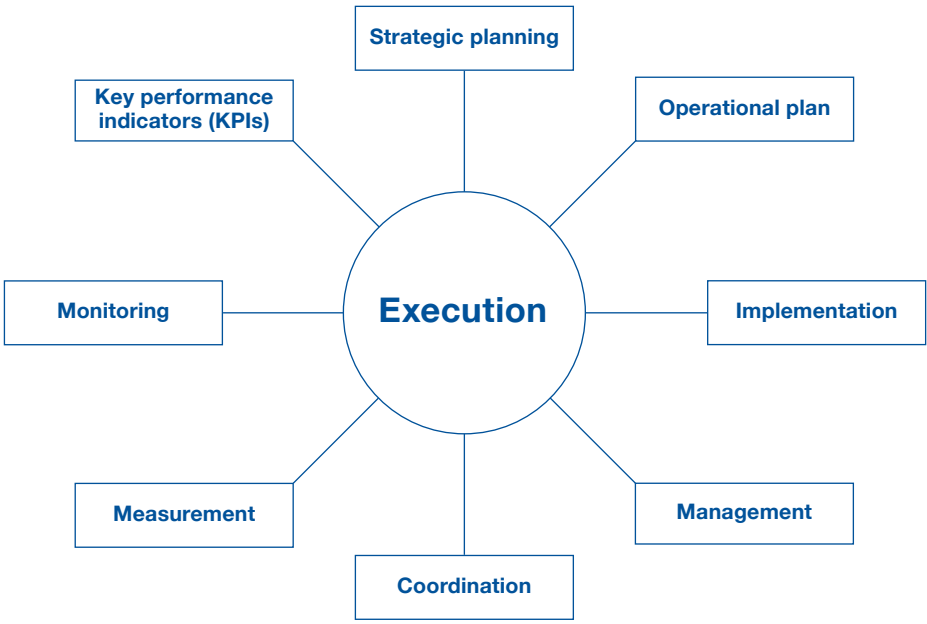 Strategic planning
Key performance
indicators (KPIs)
Operational plan
Monitoring
Execution
Implementation
Measurement
Management
Coordination